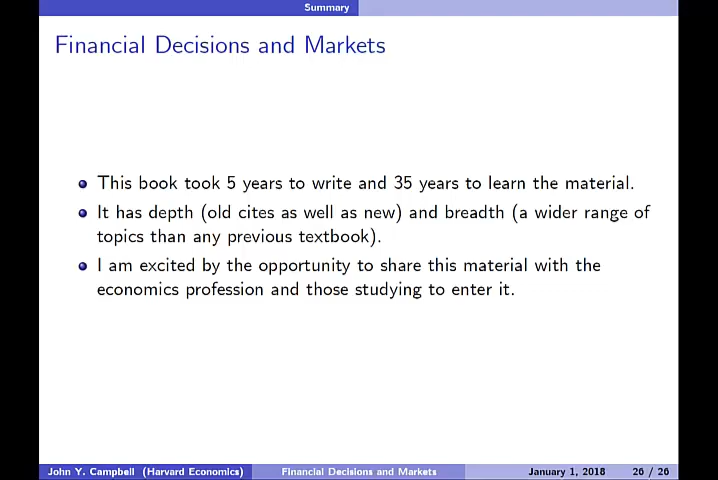 Summary
Financial Decisions and Markets
This book took 5 years to write and 35 years to learn the material.
It has depth (old cites as well as new) and breadth (a wider range of
topics than any previous textbook).
I am excited by the opportunity to share this material with the
economics profession and those studying to enter it.
John Y. Campbell (Harvard Economics) Financial Decisions and Markets January 1, 2018 26 / 26